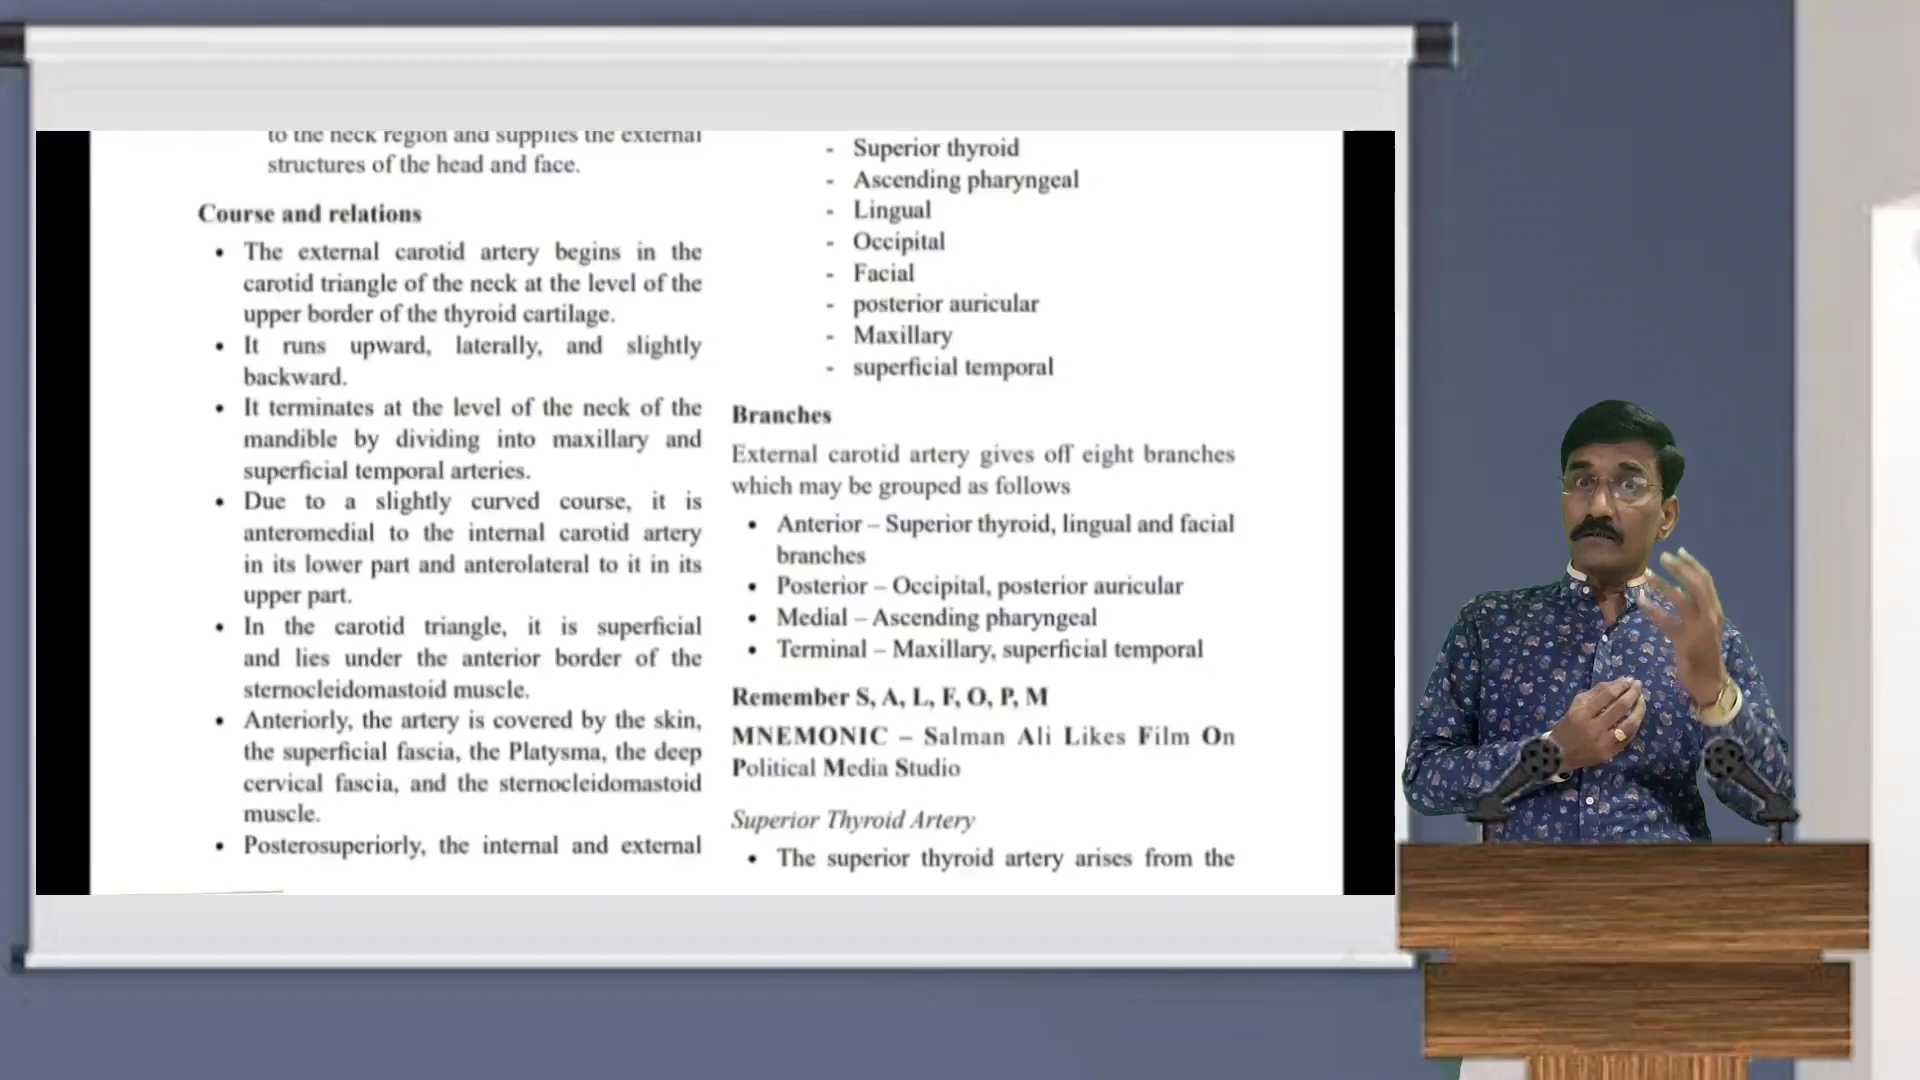 to the neck region and supplies the external
structures of the head and face.
Course and relations
• The external carotid artery begins in the
carotid triangle of the neck at the level of the
upper border of the thyroid cartilage.
• It runs upward, laterally, and slightly
backward.
• It terminates at the level of the neck of the
mandible by dividing into maxillary and
superficial temporal arteries.
• Due to a slightly curved course, it is
anteromedial to the internal carotid artery
in its lower part and anterolateral to it in its
upper part.
• In the carotid triangle, it is superficial
and lies under the anterior border of the
sternocleidomastoid muscle.
• Anteriorly, the artery is covered by the skin,
the superficial fascia, the Platysma, the deep
cervical fascia, and the sternocleidomastoid
muscle.
• Posterosuperiorly, the internal and external
- Superior thyroid
- Ascending pharyngeal
- Lingual
- Occipital
- Facial
- posterior auricular
- Maxillary
- superficial temporal
Branches
External carotid artery gives off eight branches
which may be grouped as follows
• Anterior – Superior thyroid, lingual and facial
branches
• Posterior – Occipital, posterior auricular
• Medial – Ascending pharyngeal
• Terminal – Maxillary, superficial temporal
Remember S, A, L, F, O, P, M
MNEMONIC – Salman Ali Likes Film On
Political Media Studio
Superior Thyroid Artery
• The superior thyroid artery arises from the